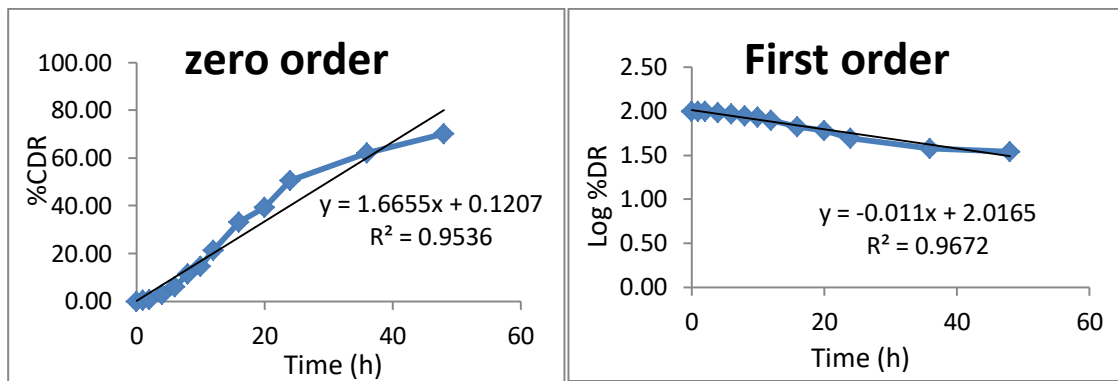 zero order
100.00
80.00
60.00
40.00
20.00
0.00
%CDR
y = 1.6655x + 0.1207
R² = 0.9536
0 20 40 60
Time (h)
First order
2.50
2.00
1.50
1.00
0.50
0.00
Log %DR
y = -0.011x + 2.0165
R² = 0.9672
0 20 40 60
Time (h)